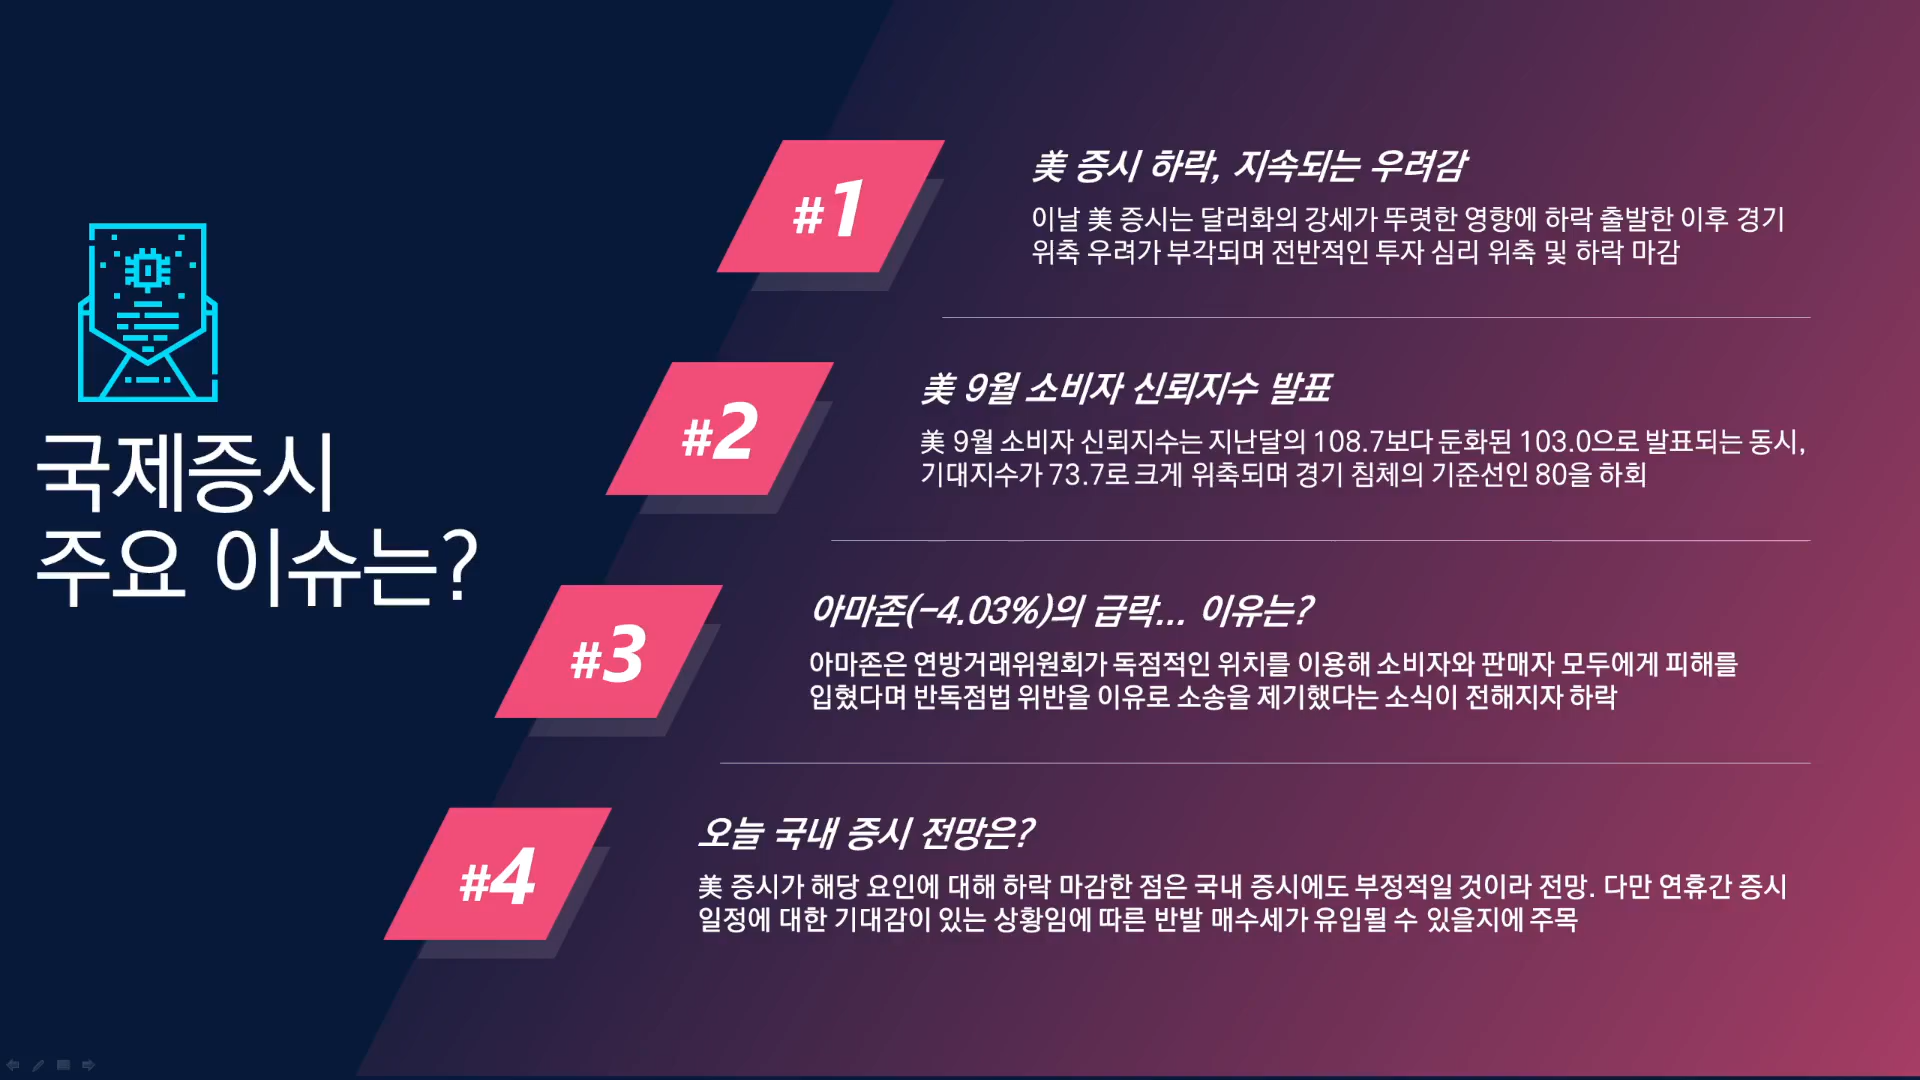 국제증시
주요 이슈는?
#1
美 증시 하락, 지속되는 우려감
이날 美 증시는 달러화의 강세가 뚜렷한 영향에 하락 출발한 이후 경기
위축 우려가 부각되며 전반적인 투자 심리 위축 및 하락 마감
#2
美 9월 소비자 신뢰지수 발표
美 9월 소비자 신뢰지수는 지난달의 108.7보다 둔화된 103.0으로 발표되는 동시,
기대지수가 73.7로 크게 위축되며 경기 침체의 기준선인 80을 하회
#3
아마존(-4.03%)의 급락... 이유는?
아마존은 연방거래위원회가 독점적인 위치를 이용해 소비자와 판매자 모두에게 피해를
입혔다며 반독점법 위반을 이유로 소송을 제기했다는 소식이 전해지자 하락
#4
오늘 국내 증시 전망은?
美 증시가 해당 요인에 대해 하락 마감한 점은 국내 증시에도 부정적일 것이라 전망. 다만 연휴간 증시
일정에 대한 기대감이 있는 상황임에 따른 반발 매수세가 유입될 수 있을지에 주목